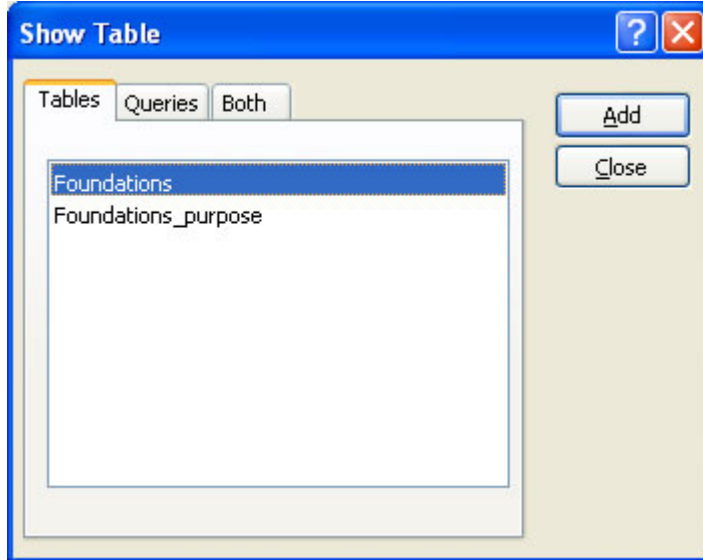 Show Table
?
Tables Queries Both
Add
Close
Foundations
Foundations_purpose